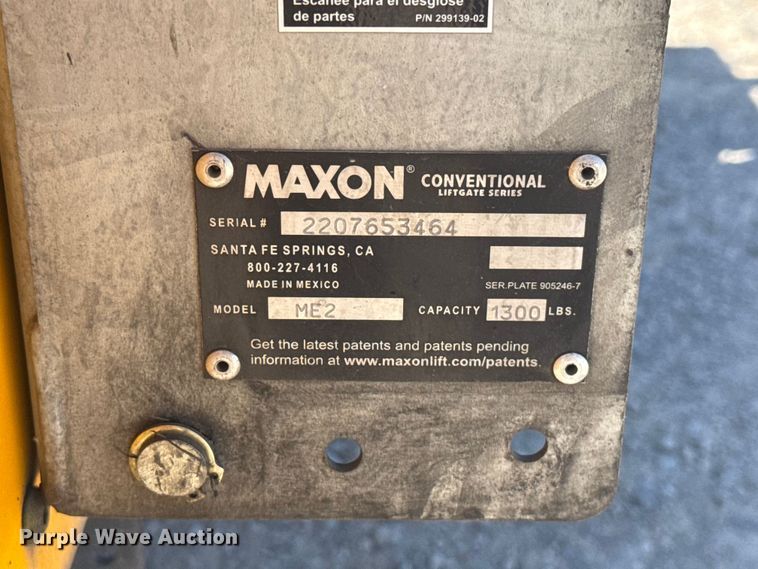 Escanee para el desglose
de partes P/N 299139-02
MAXON® CONVENTIONAL
LIFTGATE SERIES
SERIAL # 2207653464
SANTA FE SPRINGS, CA
800-227-4116
MADE IN MEXICO SER. PLATE 905246-7
MODEL ME2 CAPACITY 1300 LBS.
Get the latest patents and patents pending
information at www.maxonlift.com/patents.
Purple Wave Auction